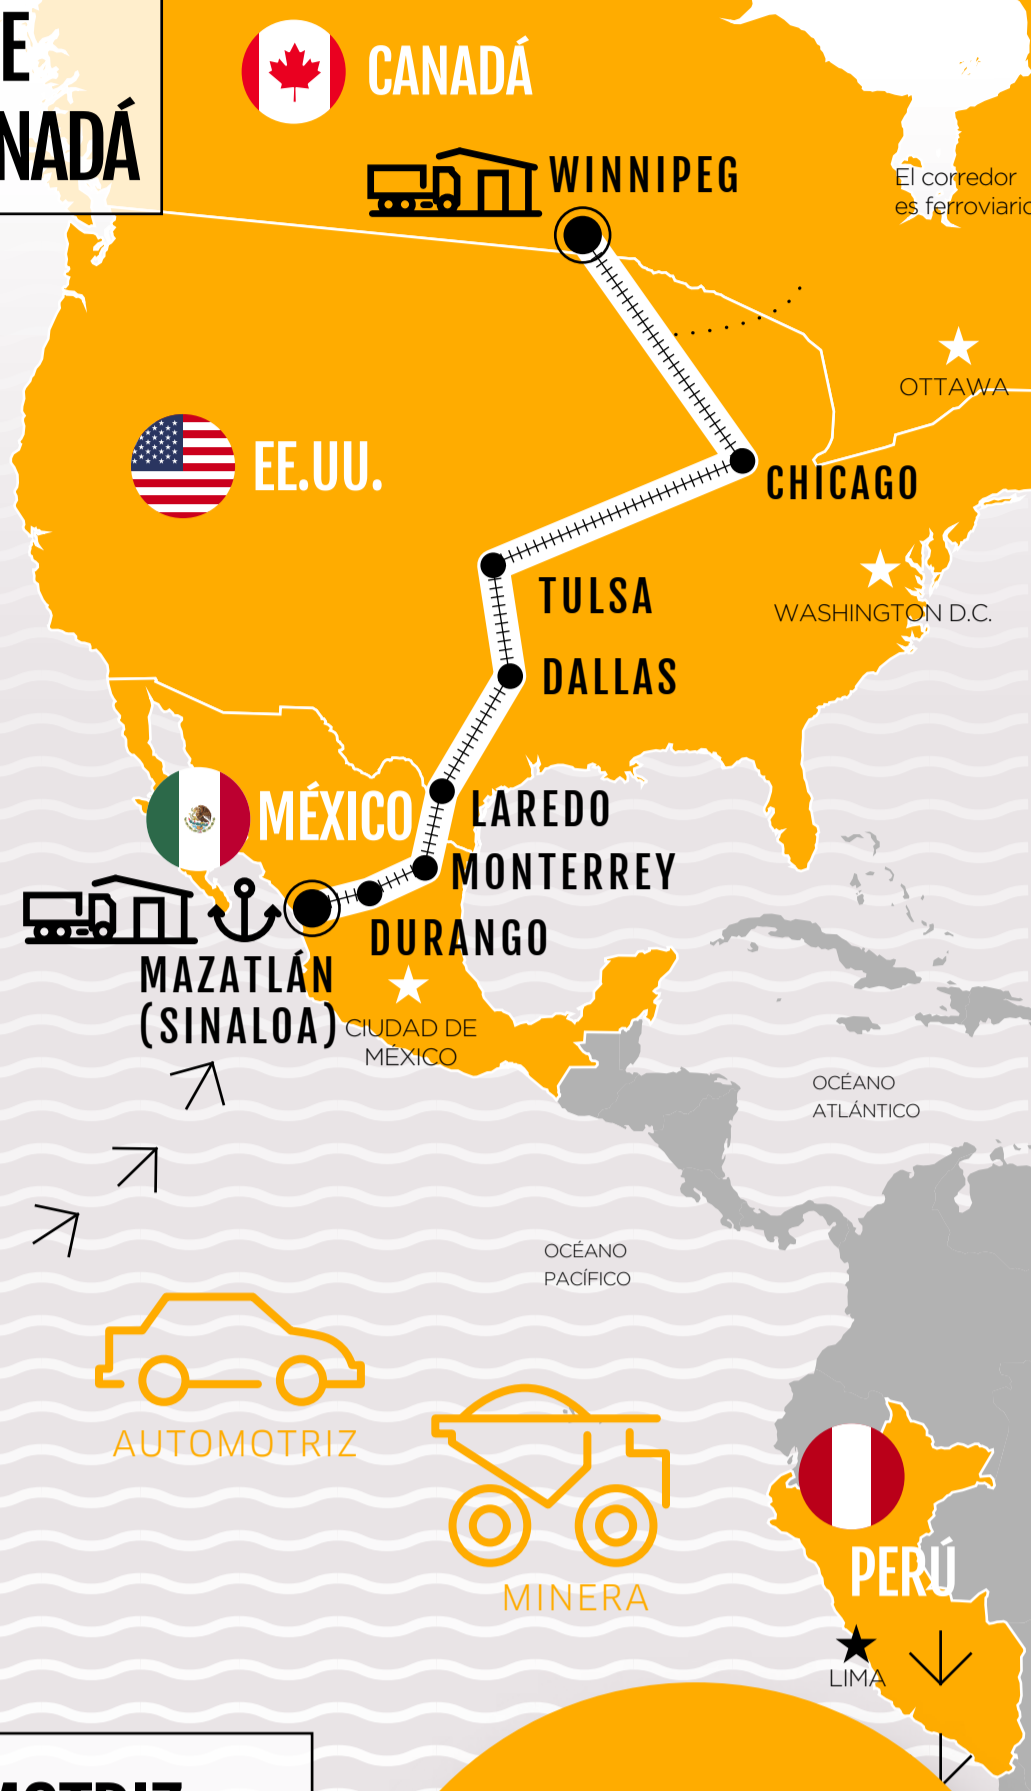 E
NADÁ
CANADÁ
WINNIPEG
El corredor
es ferroviario
OTTAWA
EE.UU.
CHICAGO
TULSA
WASHINGTON D.C.
DALLAS
MÉXICO
LAREDO
MONTERREY
DURANGO
MAZATLÁN
(SINALOA)
CIUDAD DE
MÉXICO
OCÉANO
ATLÁNTICO
OCÉANO
PACÍFICO
AUTOMOTRIZ
MINERA
PERÚ
LIMA
MOTRIZ